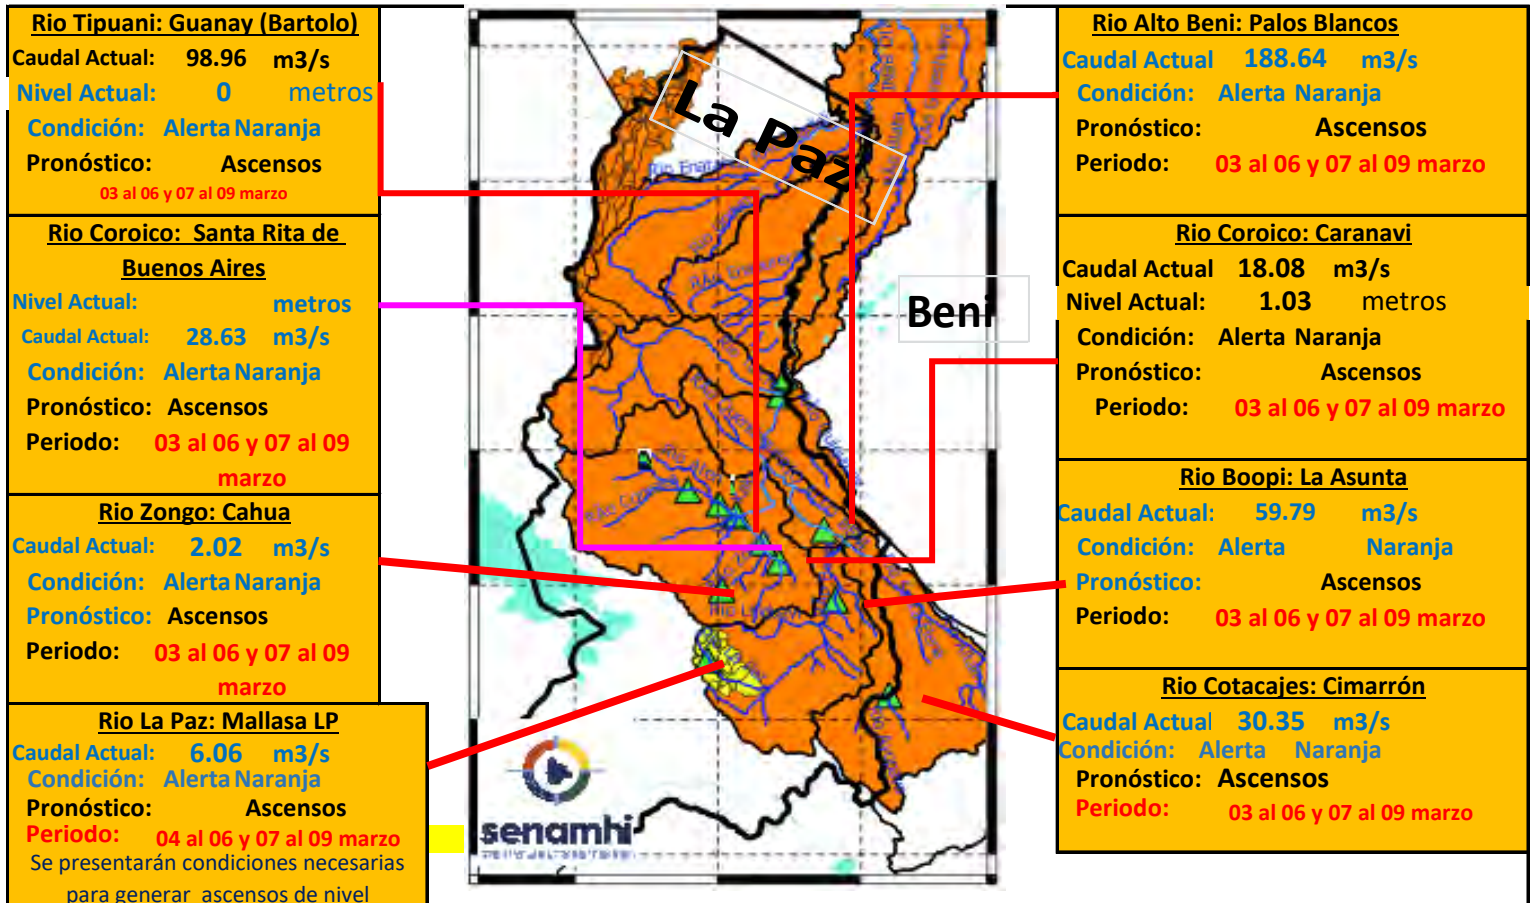 Rio Tipuani: Guanay (Bartolo)
Caudal Actual: 98.96 m3/s
Nivel Actual: 0 metros
Condición: Alerta Naranja
Pronóstico: Ascensos
03 al 06 y 07 al 09 marzo
Rio Coroico: Santa Rita de
Buenos Aires
Nivel Actual: metros
Caudal Actual: 28.63 m3/s
Condición: Alerta Naranja
Pronóstico: Ascensos
Periodo: 03 al 06 y 07 al 09
marzo
Rio Zongo: Cahua
Caudal Actual: 2.02 m3/s
Condición: Alerta Naranja
Pronóstico: Ascensos
Periodo: 03 al 06 y 07 al 09
marzo
Rio La Paz: Mallasa LP
Caudal Actual: 6.06 m3/s
Condición: Alerta Naranja
Pronóstico: Ascensos
Periodo: 04 al 06 y 07 al 09 marzo
Se presentarán condiciones necesarias
para generar ascensos de nivel
La Paz
Beni
senamhi
Rio Alto Beni: Palos Blancos
Caudal Actual 188.64 m3/s
Condición: Alerta Naranja
Pronóstico: Ascensos
Periodo: 03 al 06 y 07 al 09 marzo
Rio Coroico: Caranavi
Caudal Actual 18.08 m3/s
Nivel Actual: 1.03 metros
Condición: Alerta Naranja
Pronóstico: Ascensos
Periodo: 03 al 06 y 07 al 09 marzo
Rio Boopi: La Asunta
Caudal Actual: 59.79 m3/s
Condición: Alerta Naranja
Pronóstico: Ascensos
Periodo: 03 al 06 y 07 al 09 marzo
Rio Cotacajes: Cimarrón
Caudal Actual 30.35 m3/s
Condición: Alerta Naranja
Pronóstico: Ascensos
Periodo: 03 al 06 y 07 al 09 marzo